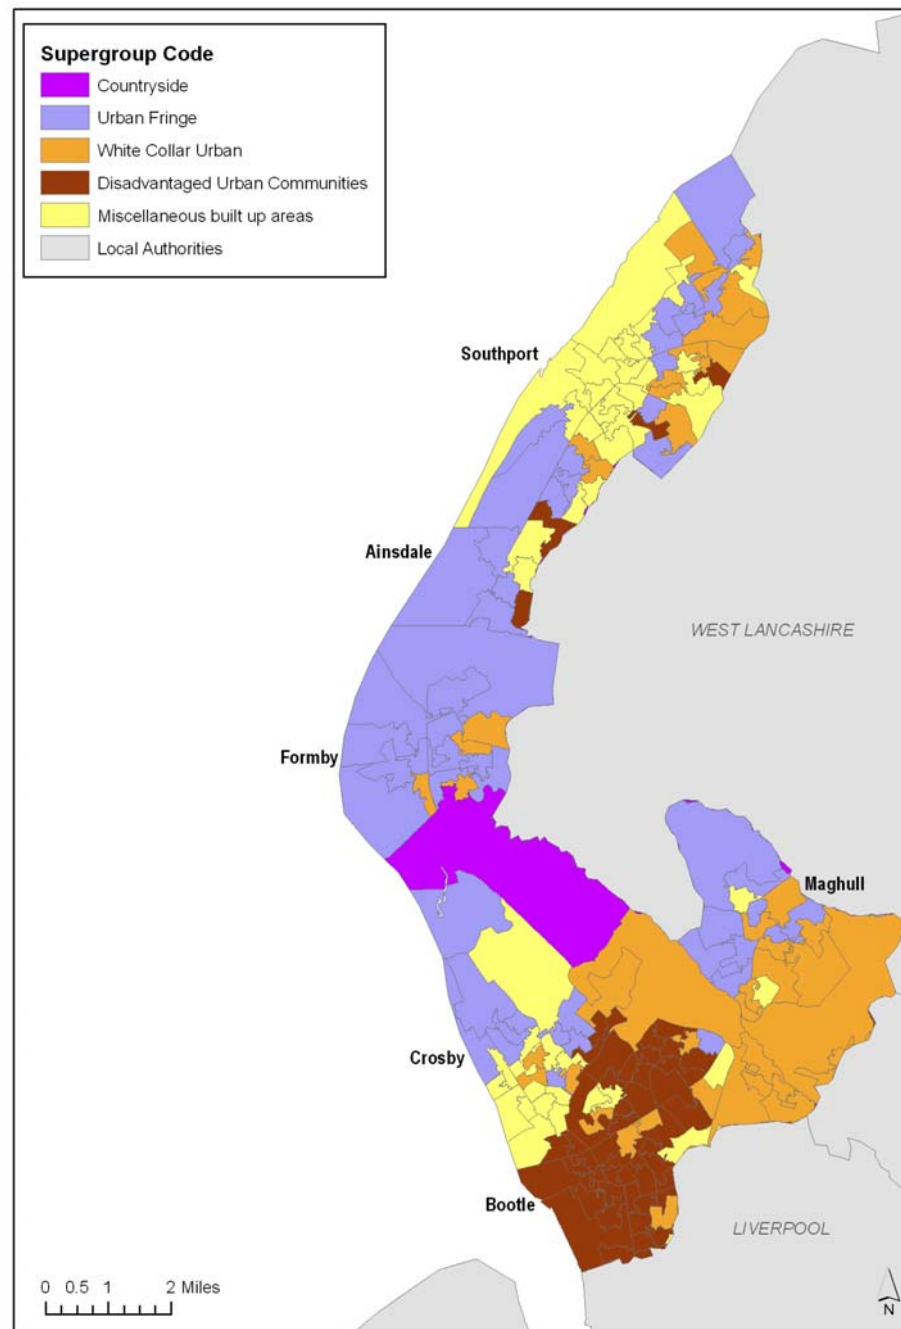 Supergroup Code
Countryside
Urban Fringe
White Collar Urban
Disadvantaged Urban Communities
Miscellaneous built up areas
Local Authorities
Southport
Ainsdale
WEST LANCASHIRE
Formby
Maghull
Crosby
Bootle
LIVERPOOL
0 0.5 1 2 Miles
N